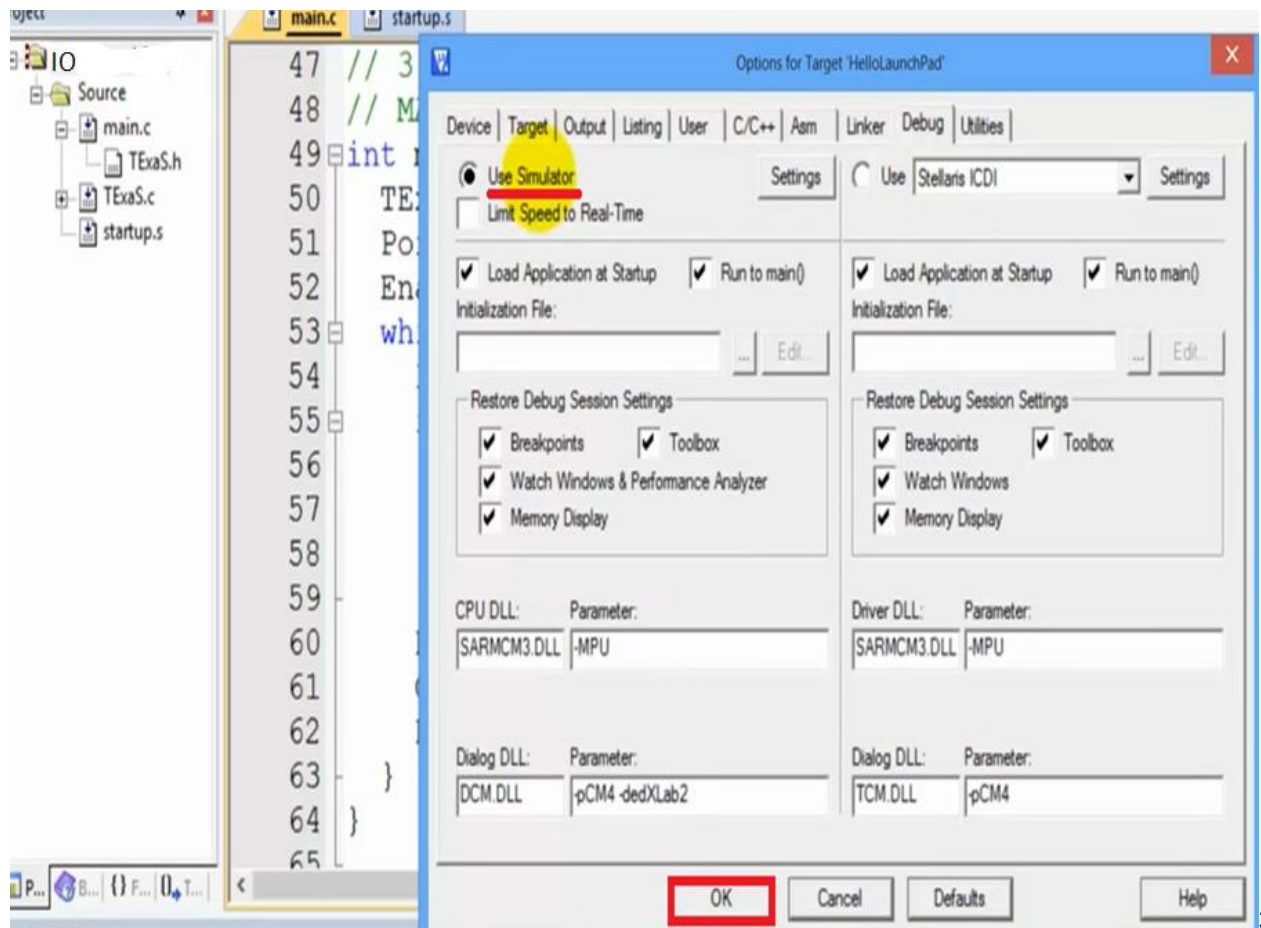 main.c startup.s
IO
Source
main.c
TExaS.h
TExaS.c
startup.s
47 // 3
48 // M
49 int
50 TE
51 Po
52 En
53 wh
54
55
56
57
58
59
60
61
62
63 }
64 }
65
P... B... {} F... T...
Options for Target 'HelloLaunchPad'
X
Device Target Output Listing User C/C++ Asm Linker Debug Utilities
Use Simulator Settings Use Stellaris ICDI Settings
Limit Speed to Real-Time
Load Application at Startup Run to main() Load Application at Startup Run to main()
Initialization File: Initialization File:
... Edit... ... Edit...
Restore Debug Session Settings Restore Debug Session Settings
Breakpoints Toolbox Breakpoints Toolbox
Watch Windows & Performance Analyzer Watch Windows
Memory Display Memory Display
CPU DLL: Parameter: Driver DLL: Parameter:
SARMCM3.DLL -MPU SARMCM3.DLL -MPU
Dialog DLL: Parameter: Dialog DLL: Parameter:
DCM.DLL -pCM4 -dedXLab2 TCM.DLL -pCM4
OK Cancel Defaults Help